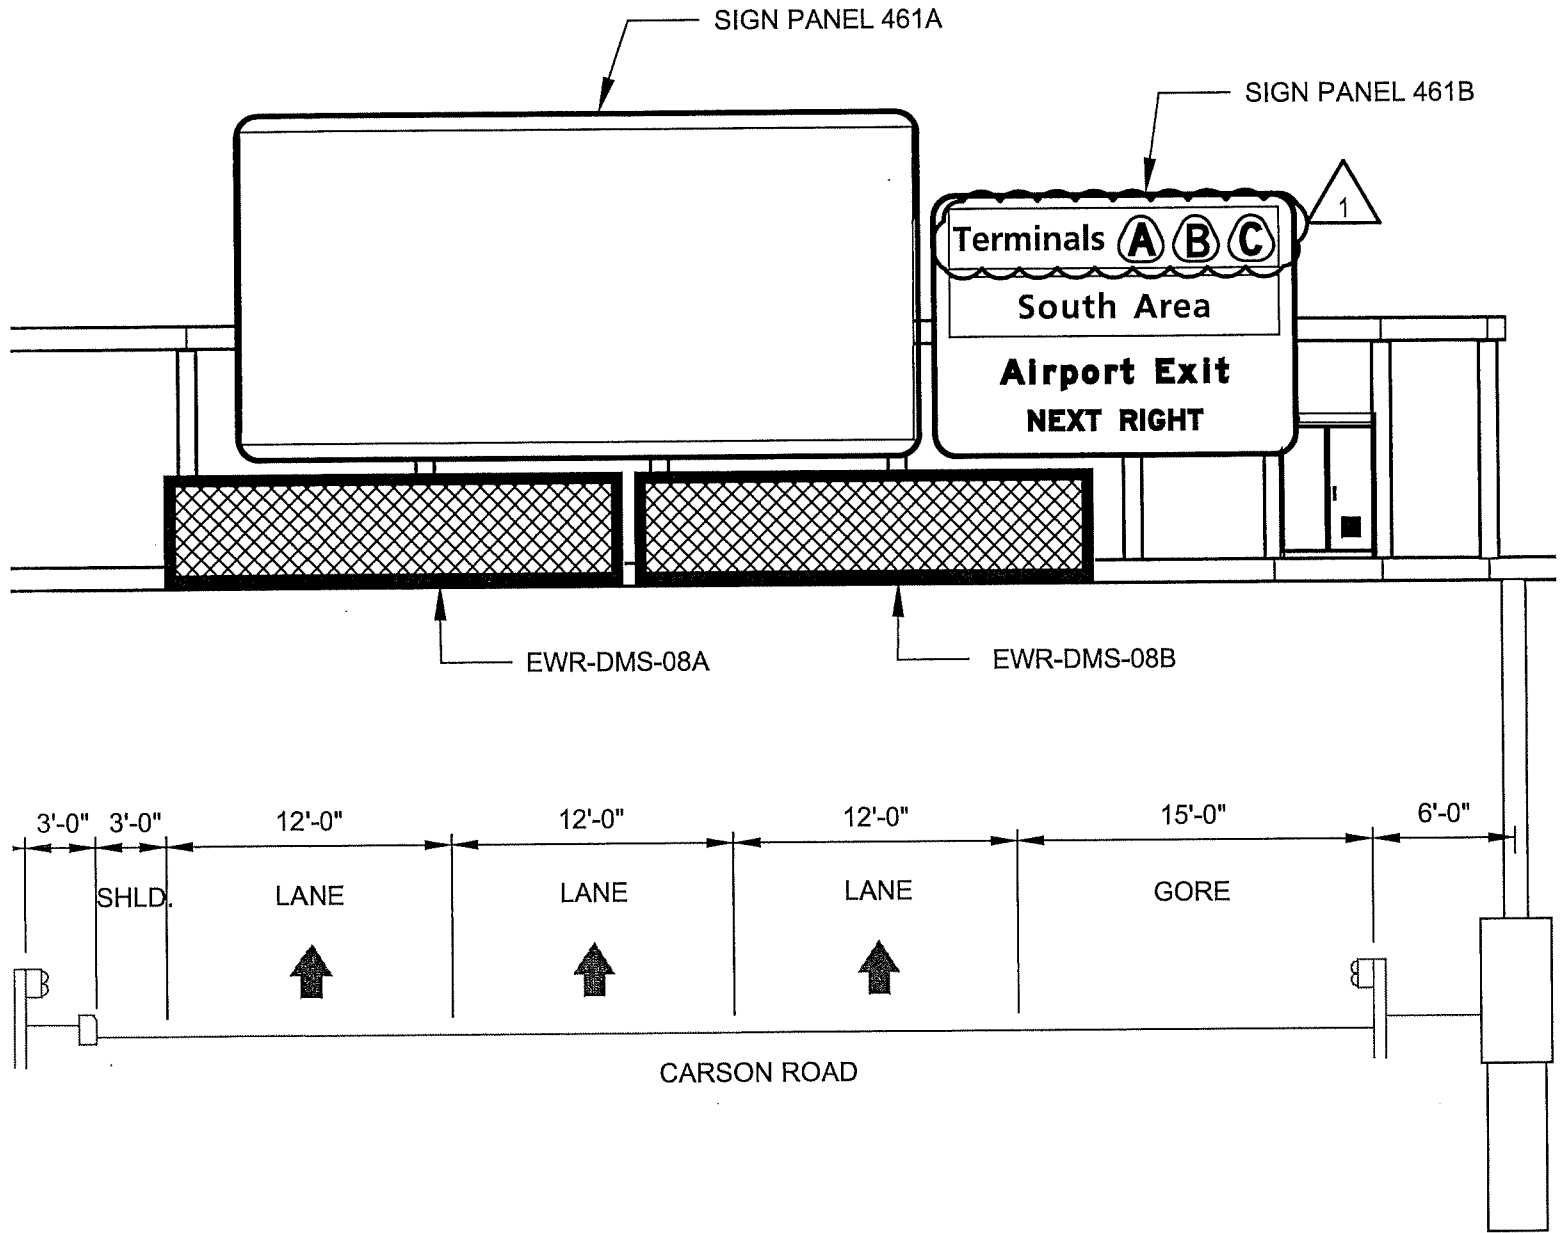 SIGN PANEL 461A
SIGN PANEL 461B
1
Terminals A B C
South Area
Airport Exit
NEXT RIGHT
EWR-DMS-08A
EWR-DMS-08B
3'-0" 3'-0" 12'-0" 12'-0" 12'-0" 15'-0" 6'-0"
SHLD. LANE LANE LANE GORE
CARSON ROAD